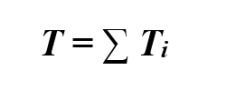 T = ∑ Tᵢ